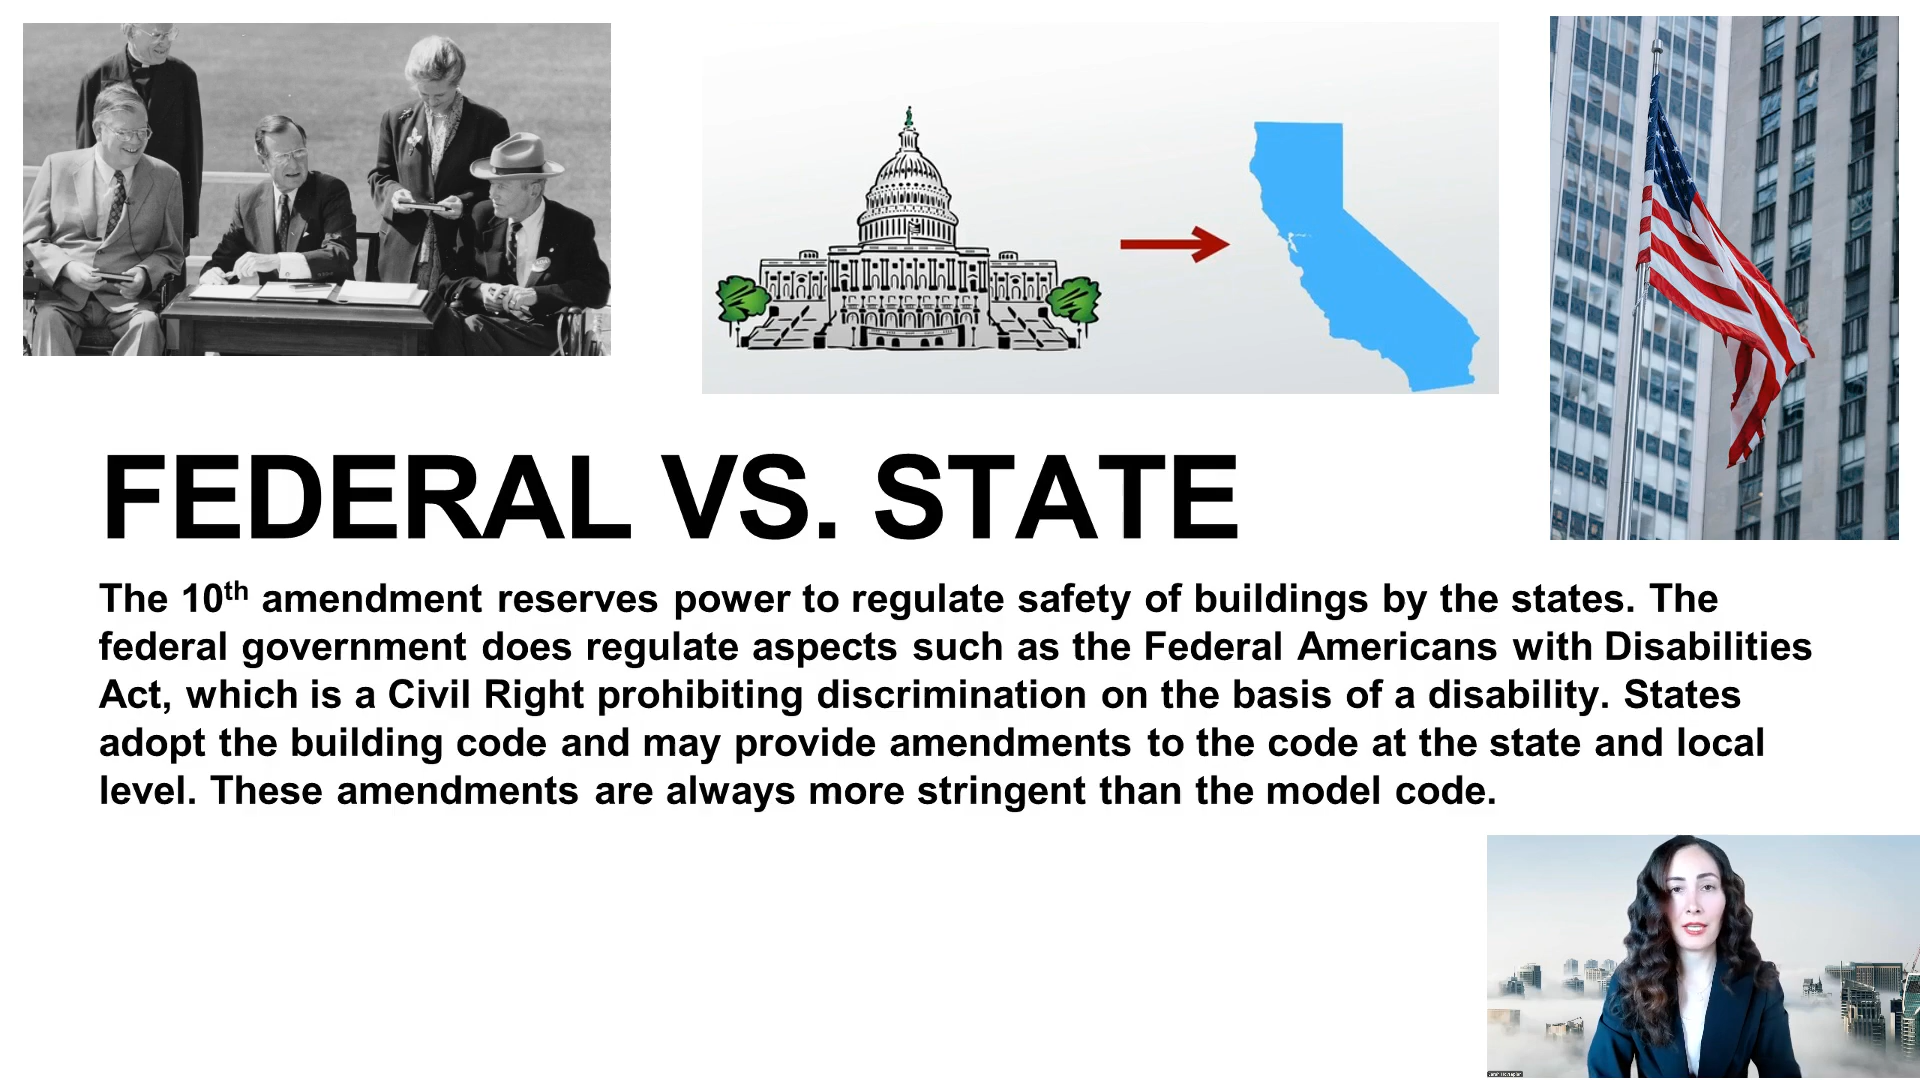 FEDERAL VS. STATE
The 10th amendment reserves power to regulate safety of buildings by the states. The
federal government does regulate aspects such as the Federal Americans with Disabilities
Act, which is a Civil Right prohibiting discrimination on the basis of a disability. States
adopt the building code and may provide amendments to the code at the state and local
level. These amendments are always more stringent than the model code.